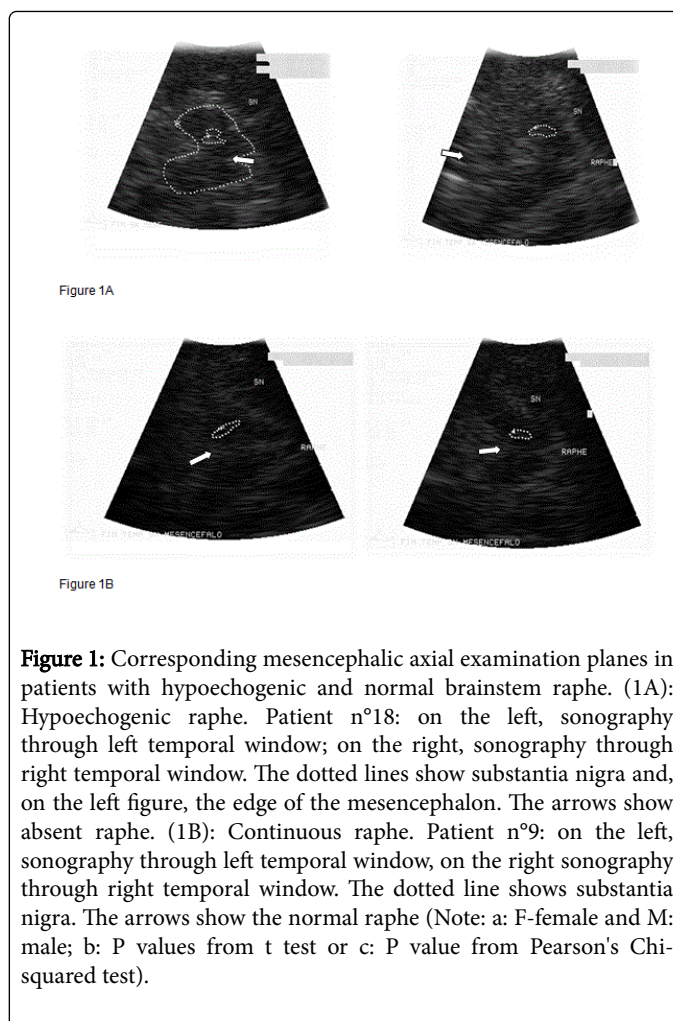 SN
SN
RAPHE
Figure 1A
SN
SN
RAPHE
RAPHE
FIN TEMP SN MESENCEFALO
Figure 1B
Figure 1: Corresponding mesencephalic axial examination planes in
patients with hypoechogenic and normal brainstem raphe. (1A):
Hypoechogenic raphe. Patient n°18: on the left, sonography
through left temporal window; on the right, sonography through
right temporal window. The dotted lines show substantia nigra and,
on the left figure, the edge of the mesencephalon. The arrows show
absent raphe. (1B): Continuous raphe. Patient n°9: on the left,
sonography through left temporal window, on the right sonography
through right temporal window. The dotted line shows substantia
nigra. The arrows show the normal raphe (Note: a: F-female and M:
male; b: P values from t test or c: P value from Pearson's Chi-
squared test).